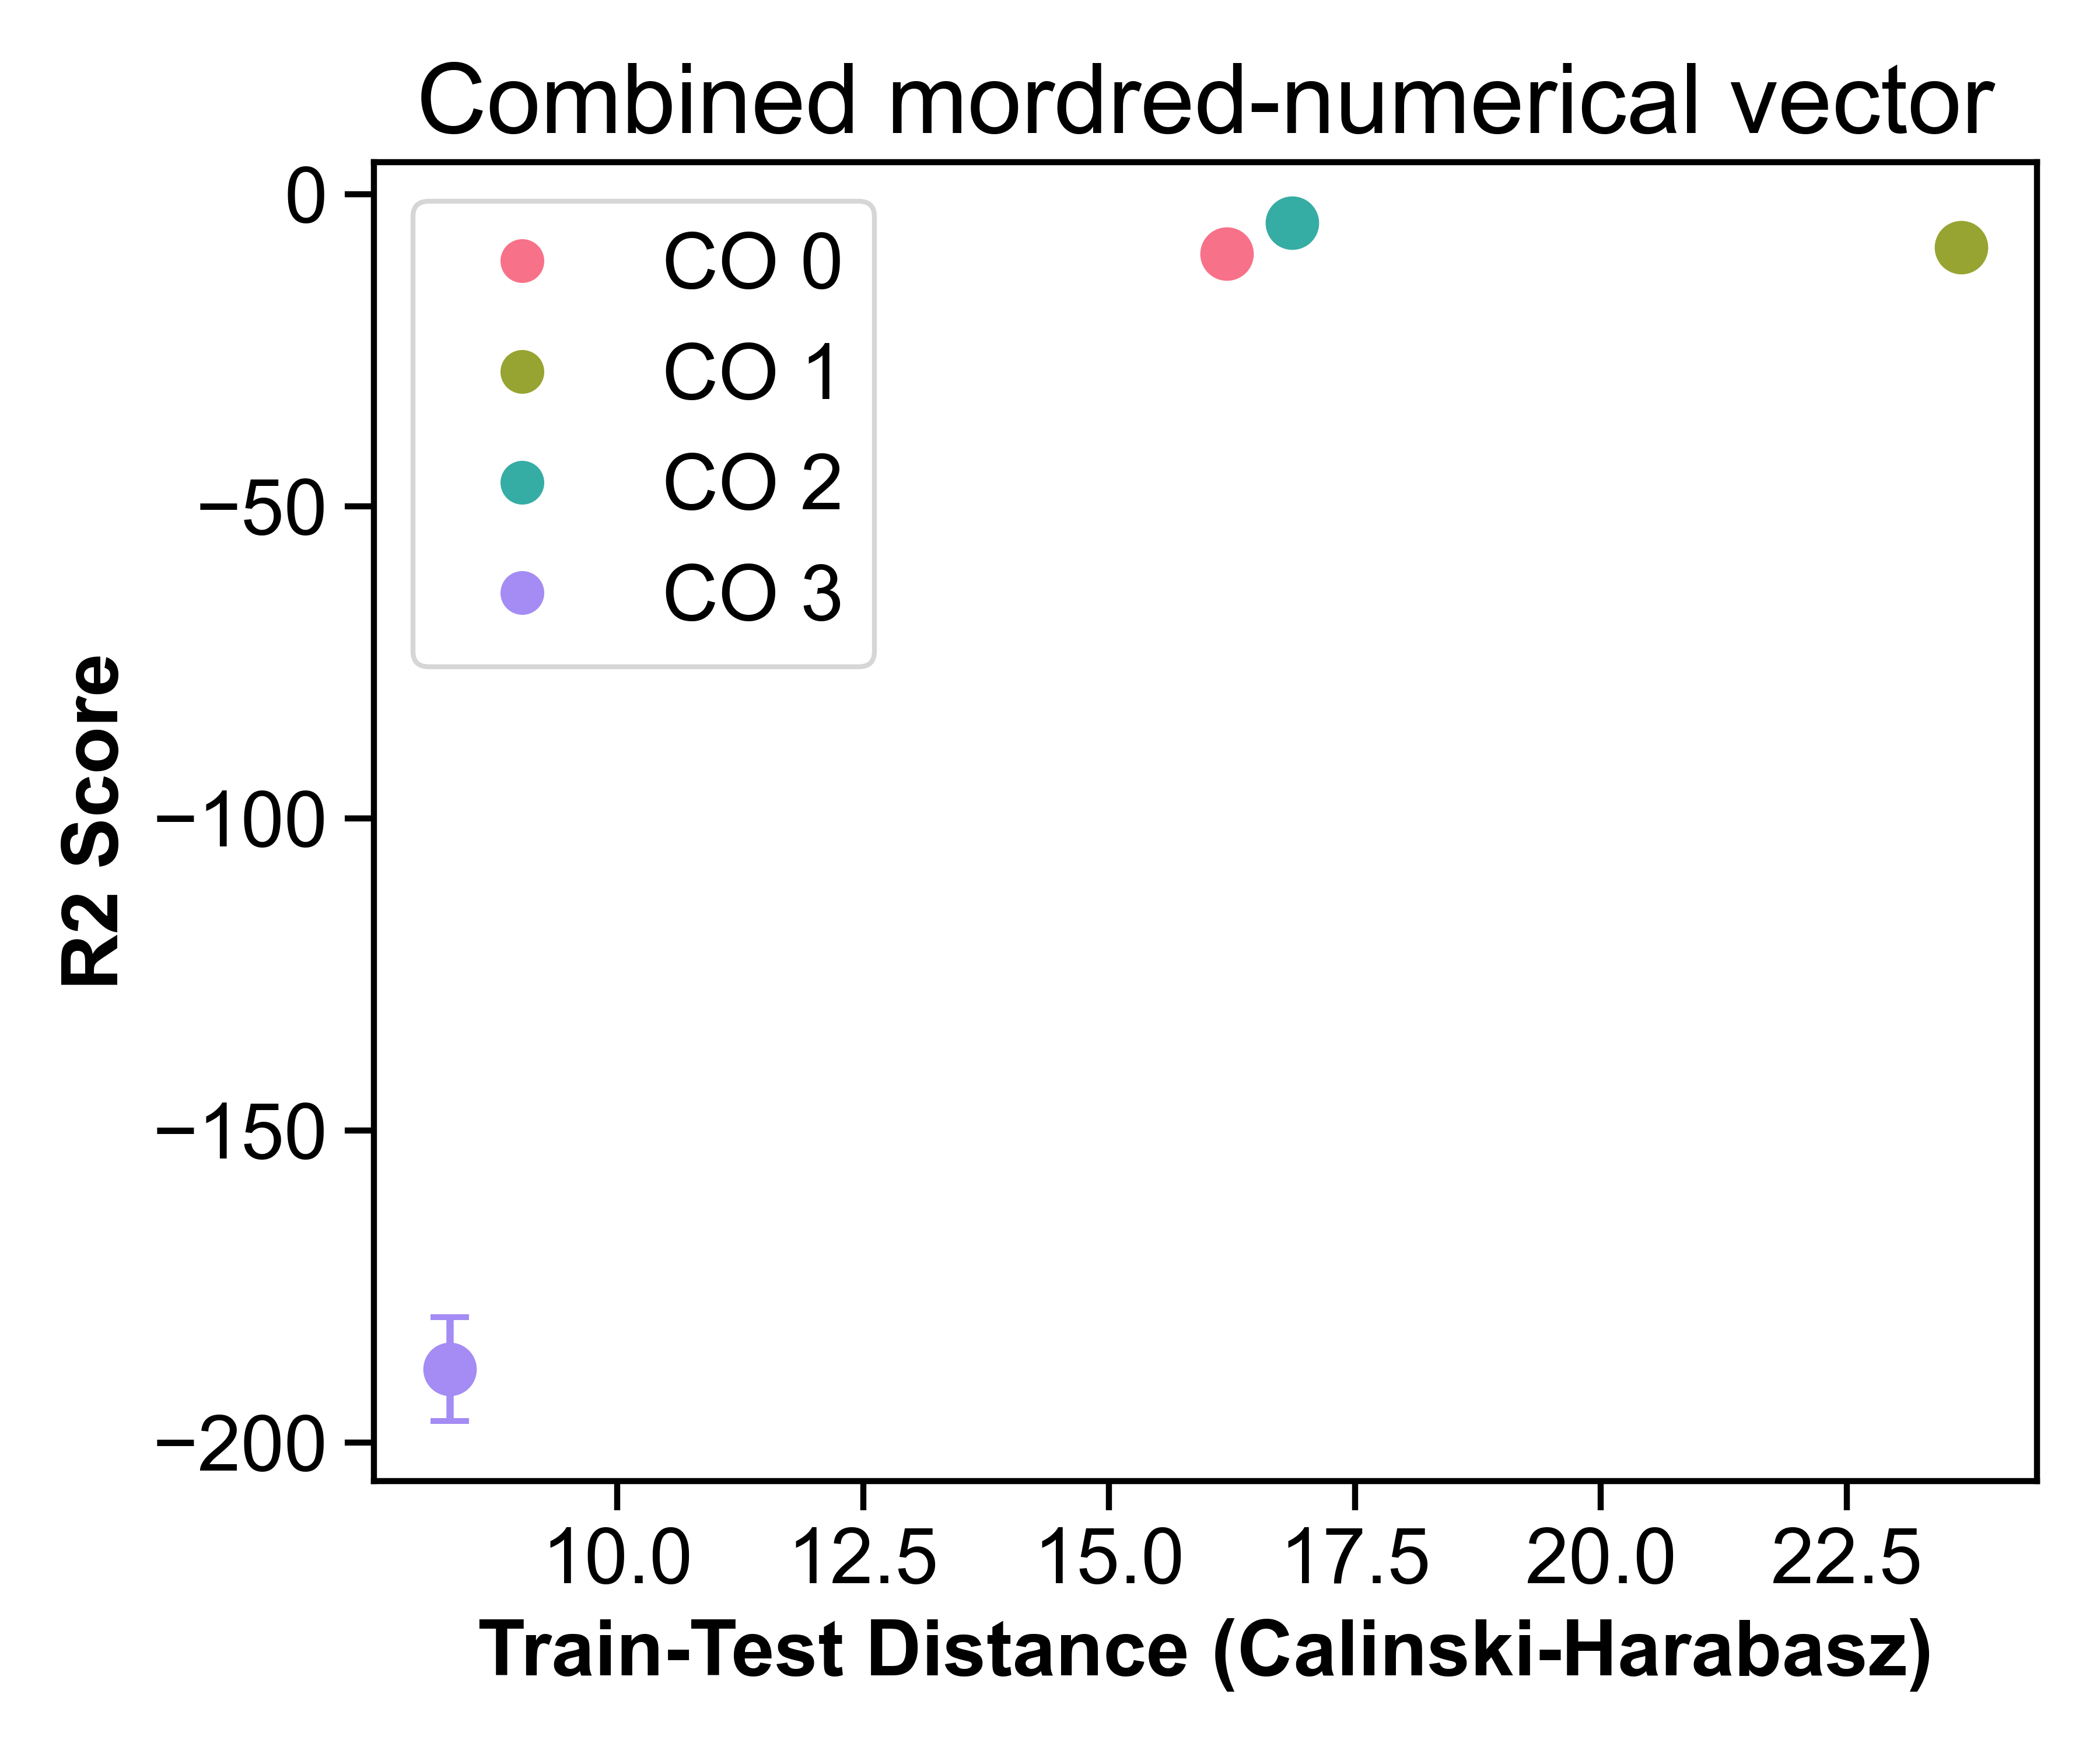 Combined mordred-numerical vector
0
−50
−100
−150
−200
R2 Score
CO 0
CO 1
CO 2
CO 3
10.0 12.5 15.0 17.5 20.0 22.5
Train-Test Distance (Calinski-Harabasz)